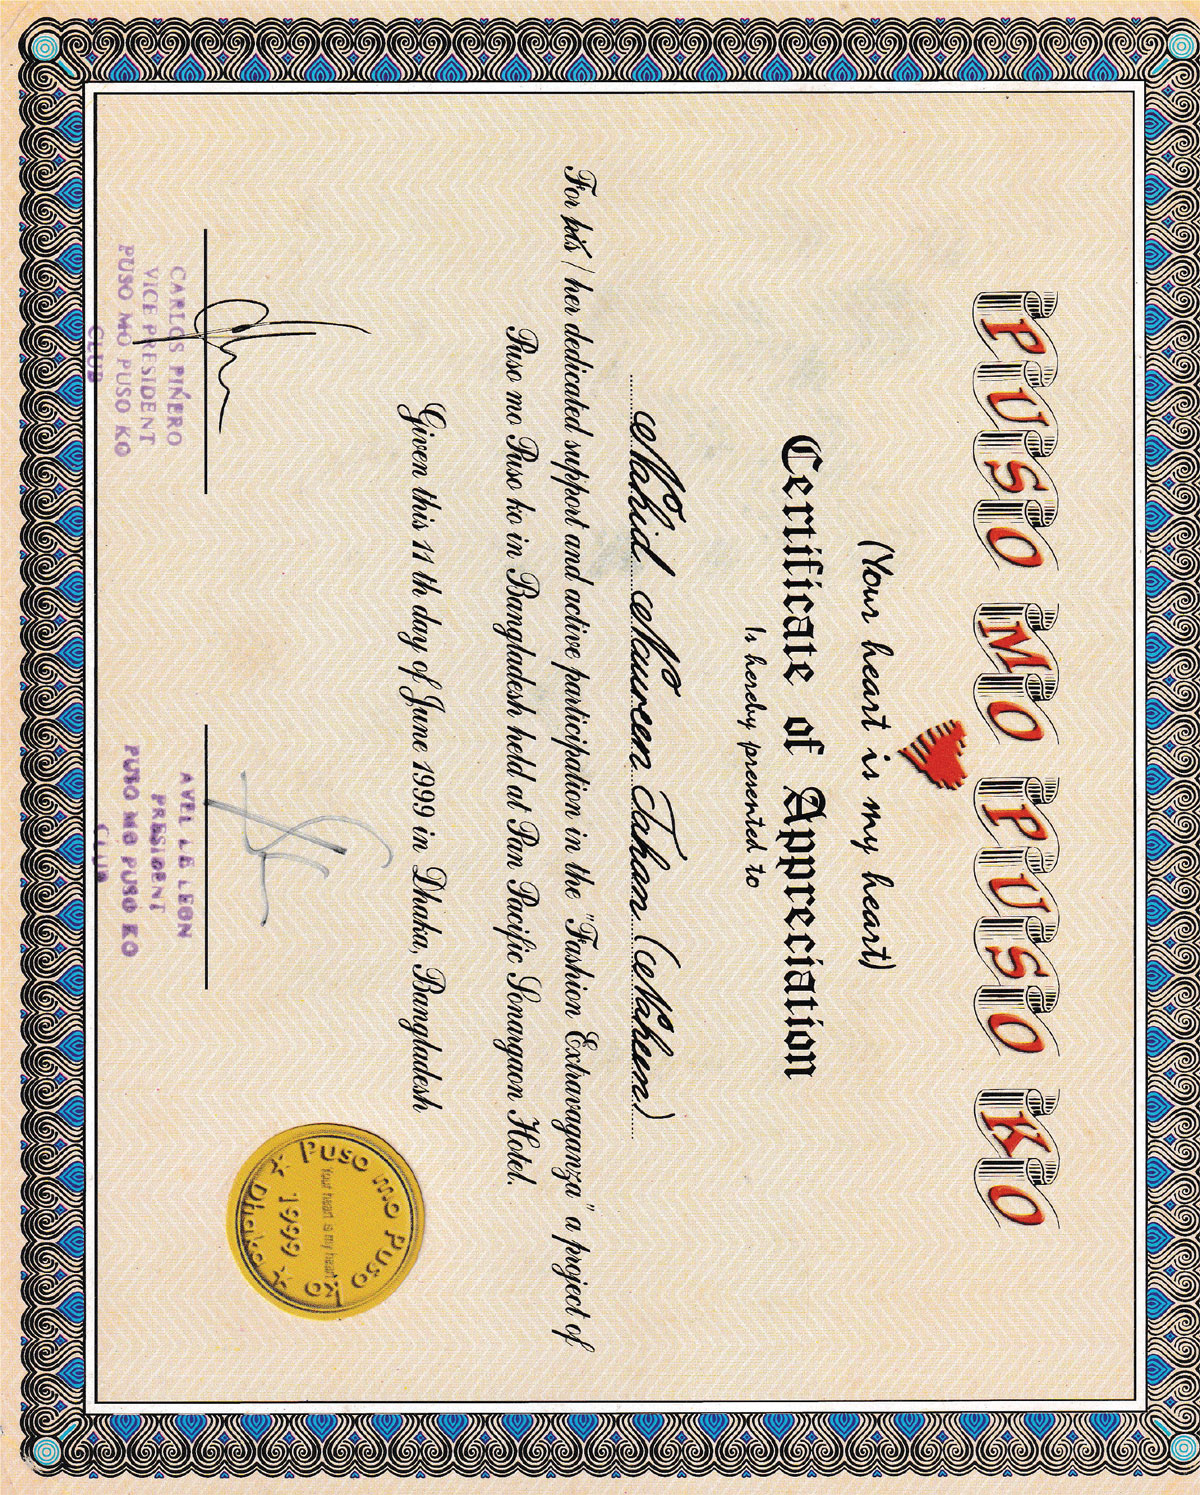 PUSO MO PUSO KO
(Your heart is my heart)
Certificate of Appreciation
Is hereby presented to
Nahid Nawreen Jahan (Naheen)
For his / her dedicated support and active participation in the "Fashion Extravaganza" a project of
Puso mo Puso ko in Bangladesh held at Pan Pacific Sonargaon Hotel.
Given this 11 th day of June 1999 in Dhaka, Bangladesh
CARLOS PIÑERO
VICE PRESIDENT
PUSO MO PUSO KO
CLUB
AVEL LE LEON
PRESIDENT
PUSO MO PUSO KO
CLUB
Puso mo Puso ko
Your heart is my heart
1999
Dhaka